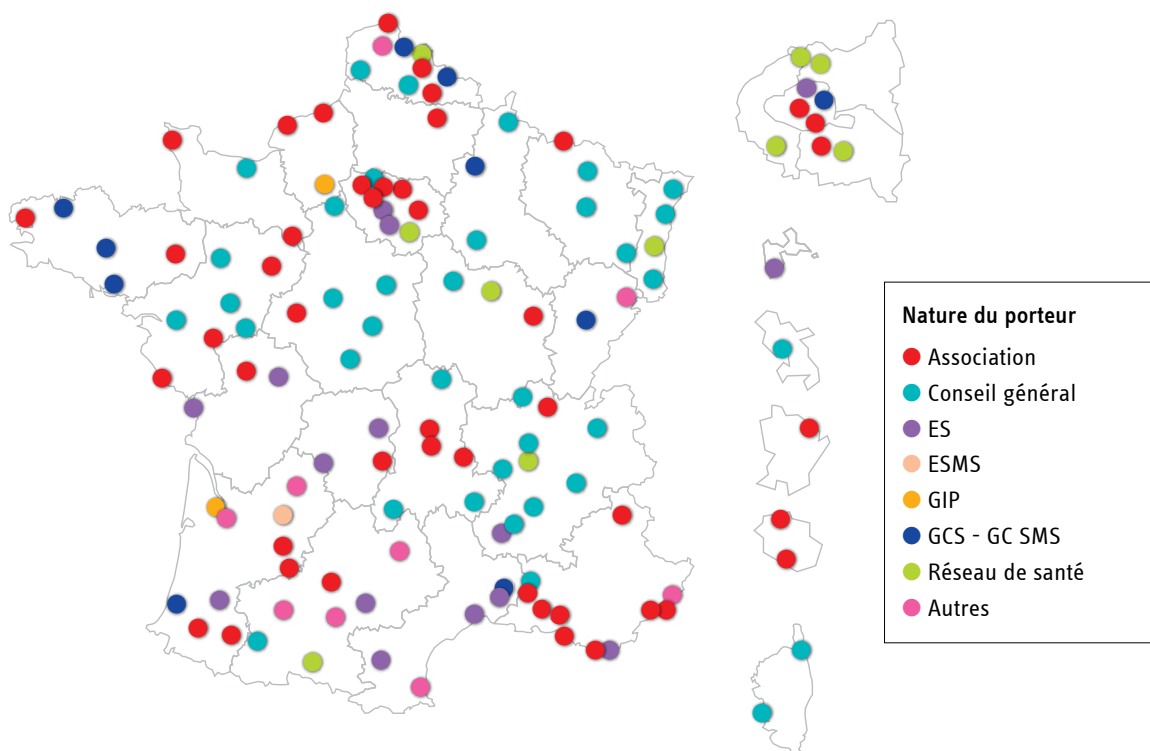 Nature du porteur
Association
Conseil général
ES
ESMS
GIP
GCS - GC SMS
Réseau de santé
Autres